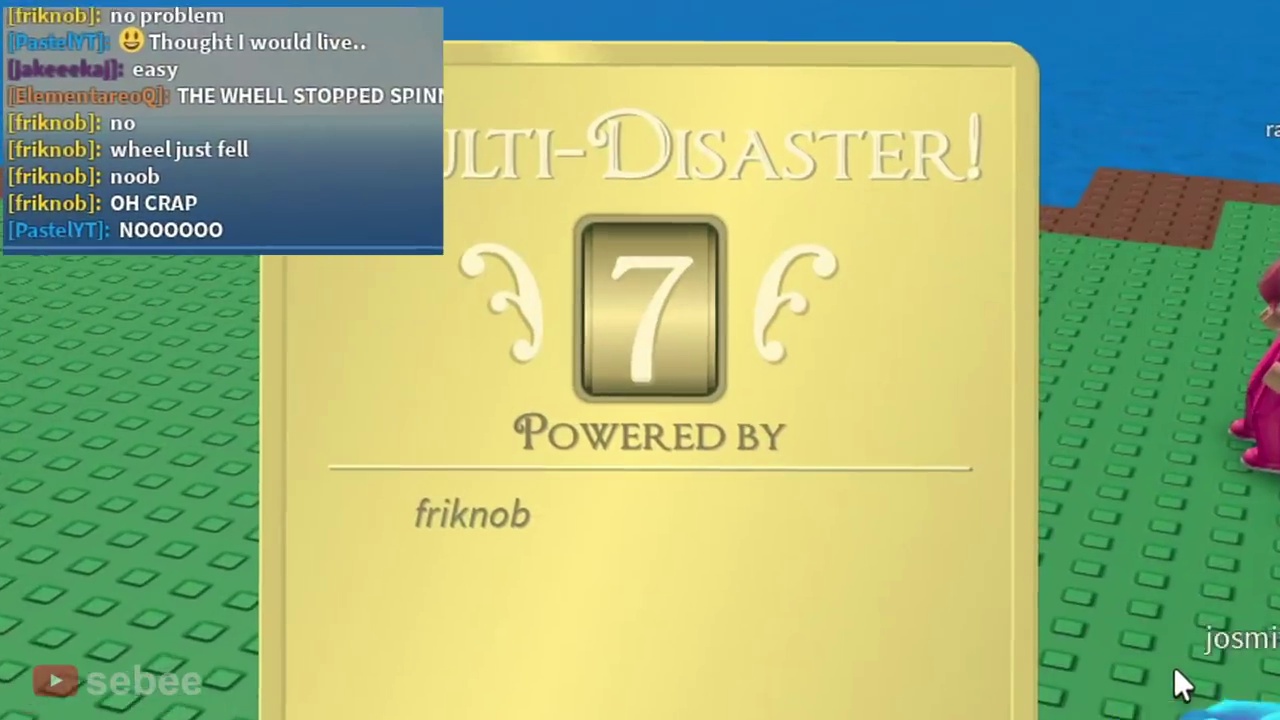 [friknob]: no problem
[PastelYT]: 😃 Thought I would live..
[Jakeeekaj]: easy
[ElementareoQ]: THE WHELL STOPPED SPINN
[friknob]: no
[friknob]: wheel just fell
[friknob]: noob
[friknob]: OH CRAP
[PastelYT]: NOOOOOO
ULTI-DISASTER!
ra
7
POWERED BY
friknob
josmi
sebee